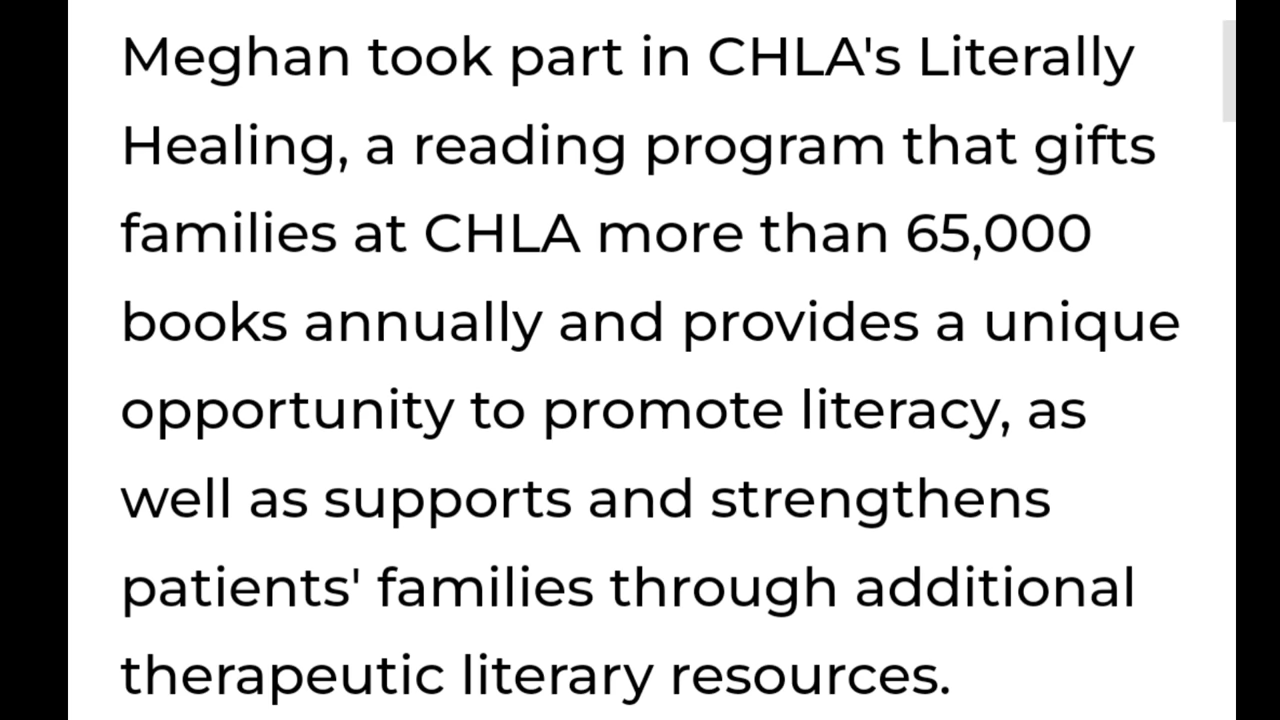 Meghan took part in CHLA's Literally
Healing, a reading program that gifts
families at CHLA more than 65,000
books annually and provides a unique
opportunity to promote literacy, as
well as supports and strengthens
patients' families through additional
therapeutic literary resources.